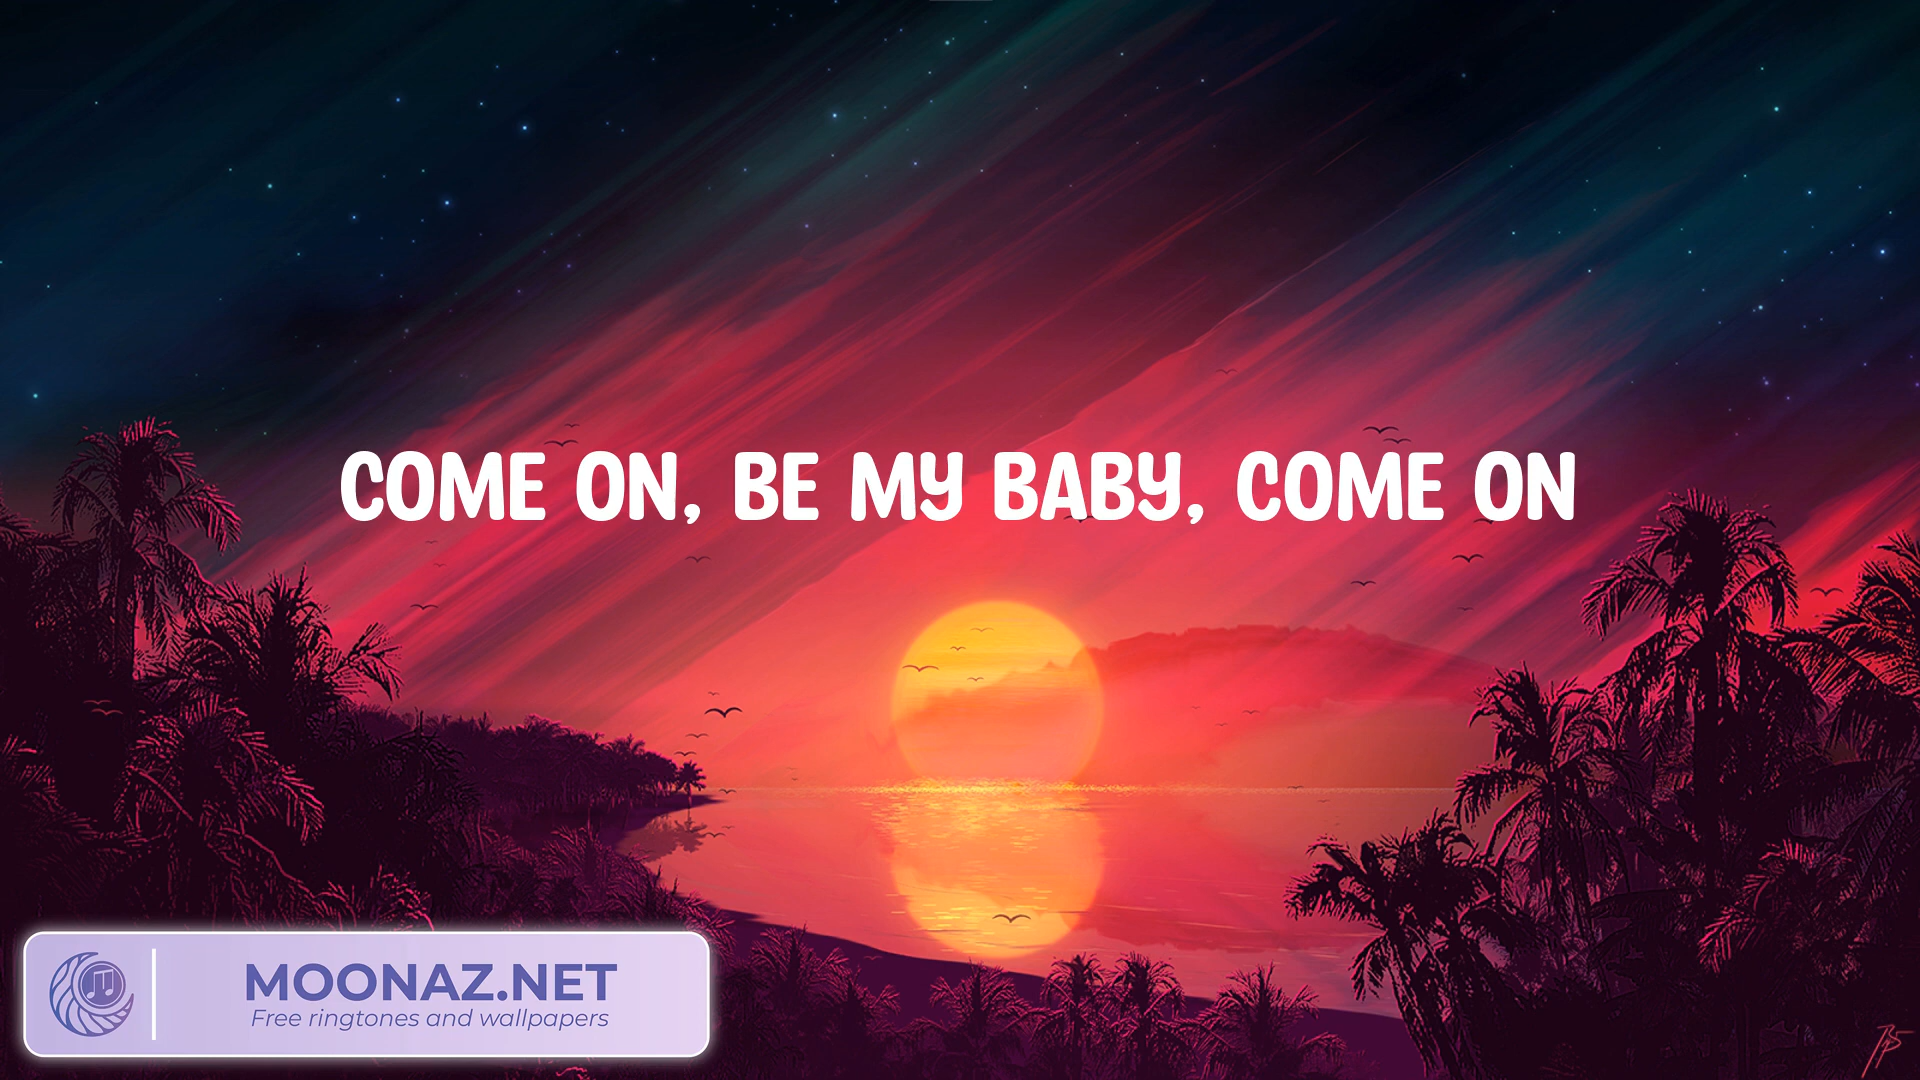 COME ON, BE MY BABY, COME ON
MOONAZ.NET
Free ringtones and wallpapers